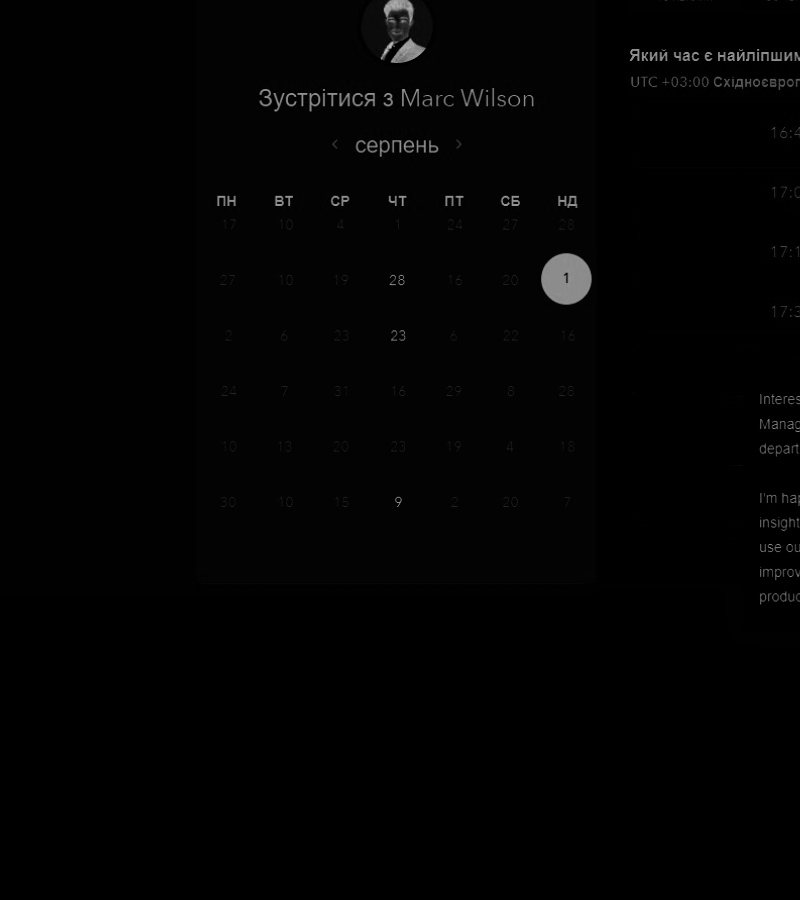 Який час є найліпшим
UTC +03:00 Східноєвроп
Зустрітися з Marc Wilson
16:4
‹ серпень ›
17:0
ПН ВТ СР ЧТ ПТ СБ НД
17 10 4 1 24 27 28
17:1
27 10 19 28 16 20 1
17:3
2 6 23 23 6 22 16
24 7 31 16 29 8 28
Interes
Manag
10 13 20 23 19 4 18
depart
30 10 15 9 2 20 7
I'm hap
insight
use ou
improv
produc